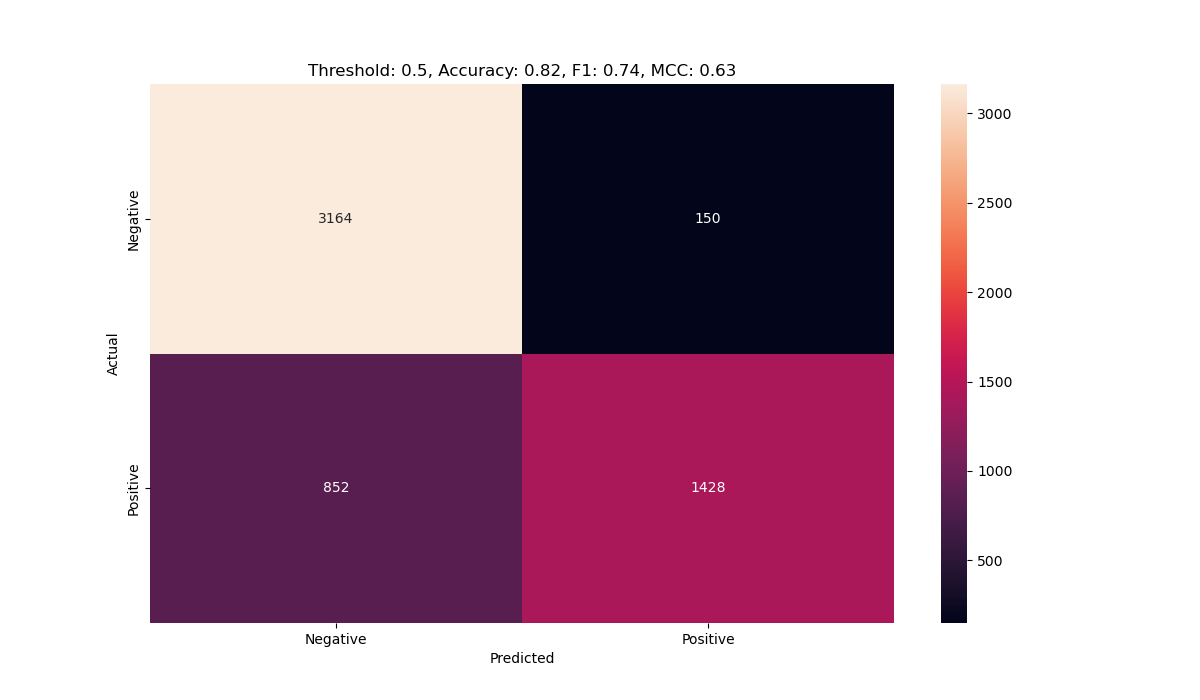 Threshold: 0.5, Accuracy: 0.82, F1: 0.74, MCC: 0.63
Actual
Negative
Positive
3164
150
852
1428
Negative
Positive
Predicted
3000
2500
2000
1500
1000
500